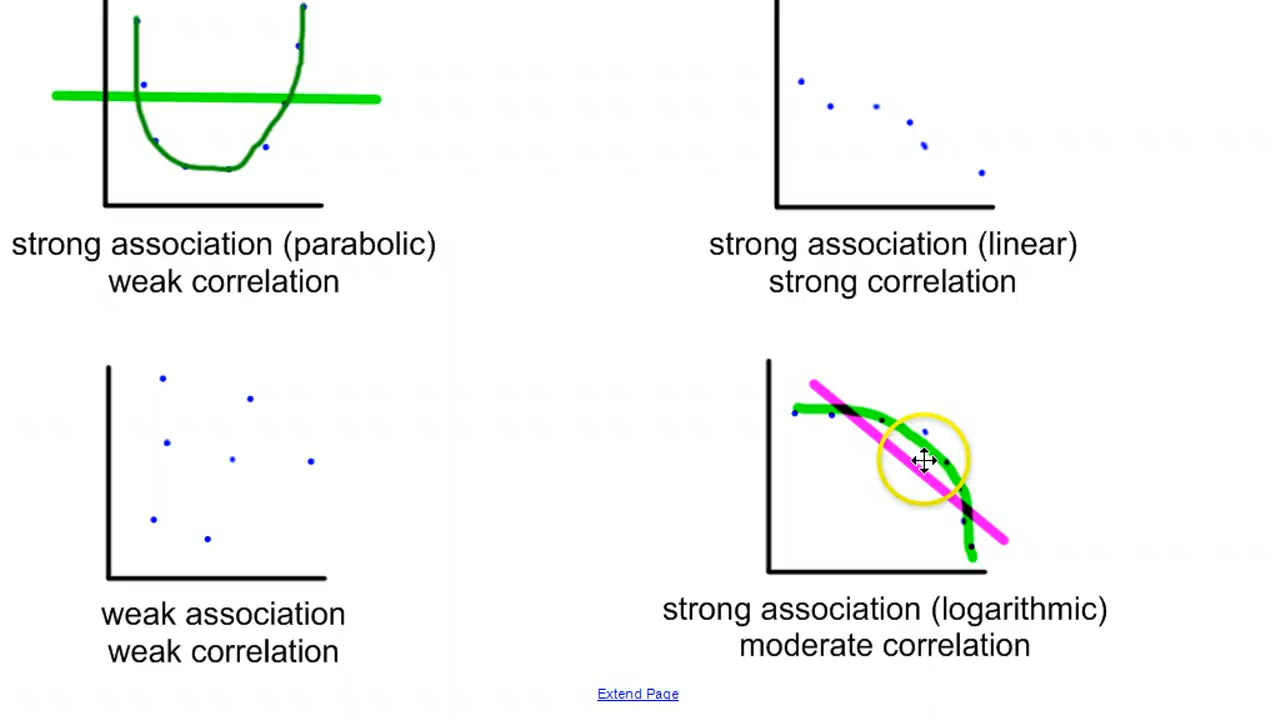 strong association (parabolic)
weak correlation
strong association (linear)
strong correlation
weak association
weak correlation
strong association (logarithmic)
moderate correlation
Extend Page